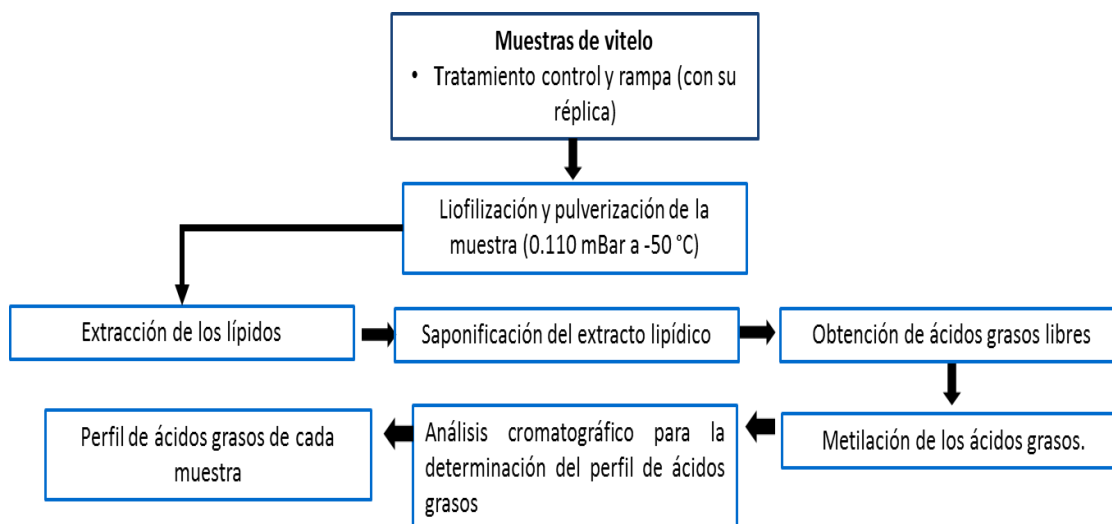 Muestras de vitelo
• Tratamiento control y rampa (con su
réplica)
Liofilización y pulverización de la
muestra (0.110 mBar a -50 °C)
Extracción de los lípidos
Saponificación del extracto lipídico
Obtención de ácidos grasos libres
Metilación de los ácidos grasos.
Análisis cromatográfico para la
determinación del perfil de ácidos
grasos
Perfil de ácidos grasos de cada
muestra